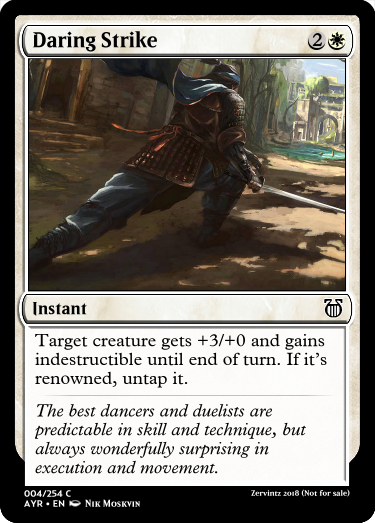 Daring Strike 2
Instant
Target creature gets +3/+0 and gains
indestructible until end of turn. If it's
renowned, untap it.
The best dancers and duelists are
predictable in skill and technique, but
always wonderfully surprising in
execution and movement.
004/254 C
AYR • EN Nik Moskvin
Zervintz 2018 (Not for sale)